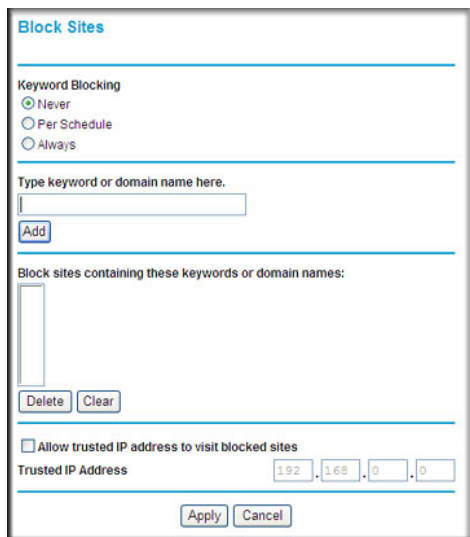 Block Sites
Keyword Blocking
Never
Per Schedule
Always
Type keyword or domain name here.
Add
Block sites containing these keywords or domain names:
Delete Clear
Allow trusted IP address to visit blocked sites
Trusted IP Address 192 . 168 . 0 . 0
Apply Cancel